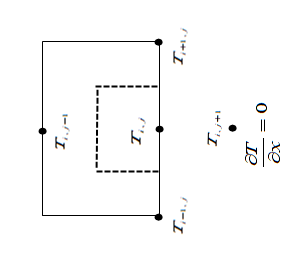 T_{i,j-1}
T_{i-1,j}
T_{i,j}
T_{i+1,j}
T_{i,j+1}
∂T/∂x = 0